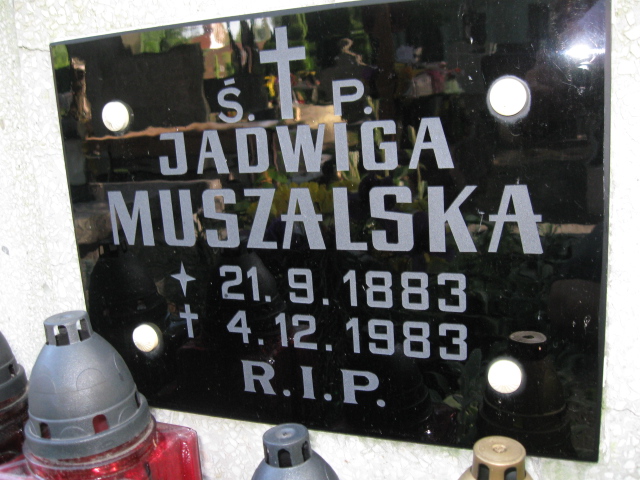 Ś. P.
JADWIGA
MUSZALSKA
21. 9. 1883
4. 12. 1983
R.I.P.